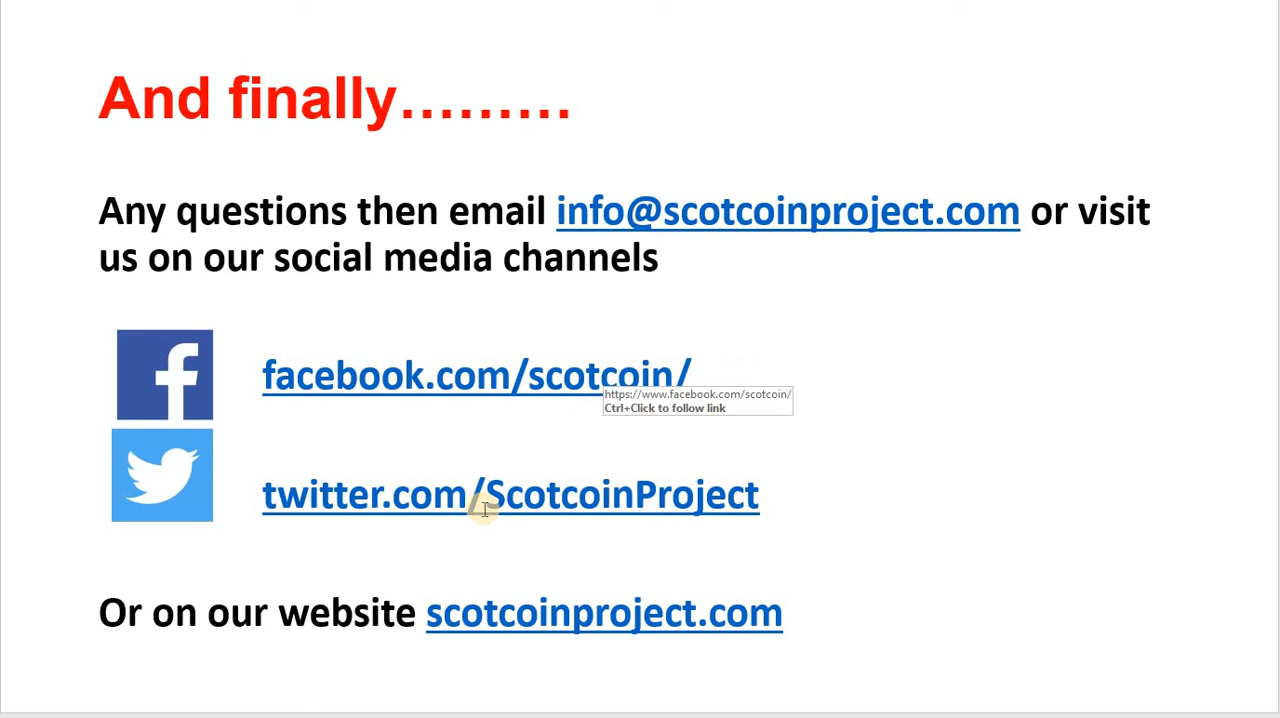 And finally………
Any questions then email info@scotcoinproject.com or visit
us on our social media channels
f
facebook.com/scotcoin/
https://www.facebook.com/scotcoin/
Ctrl+Click to follow link
twitter.com/ScotcoinProject
Or on our website scotcoinproject.com